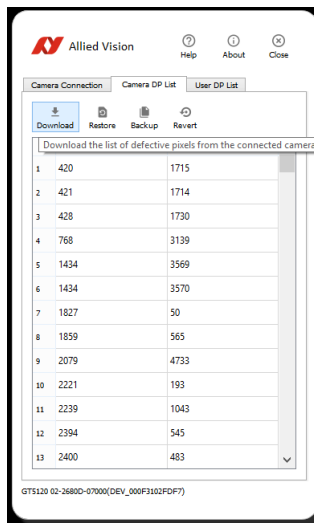 Allied Vision
Help About Close
Camera Connection Camera DP List User DP List
Download Restore Backup Revert
Download the list of defective pixels from the connected camera
1 420 1715
2 421 1714
3 428 1730
4 768 3139
5 1434 3569
6 1434 3570
7 1827 50
8 1859 565
9 2079 4733
10 2221 193
11 2239 1043
12 2394 545
13 2400 483
GT5120 02-2680D-07000(DEV_000F3102FDF7)